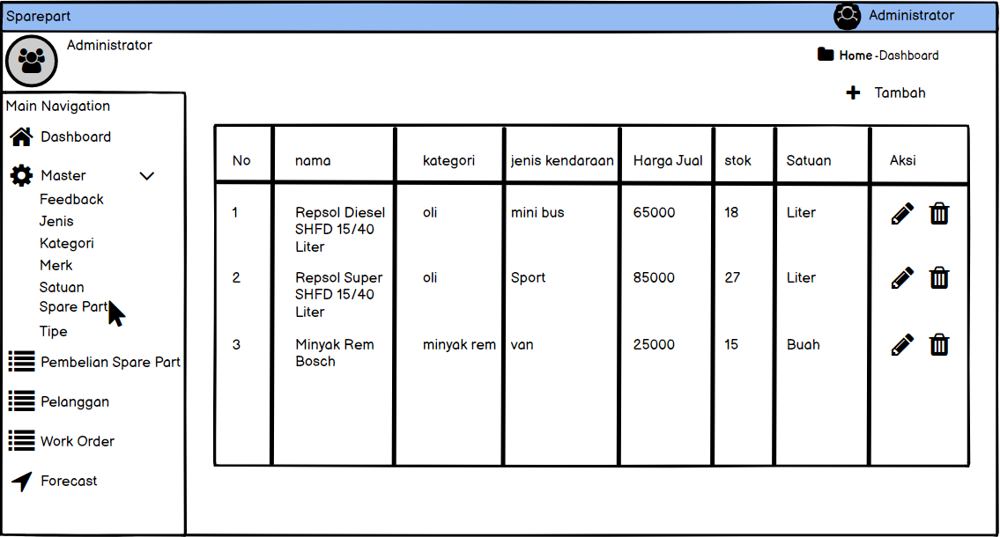 Sparepart
Administrator
Administrator
Home -Dashboard
Tambah
Main Navigation
Dashboard
Master
Feedback
Jenis
Kategori
Merk
Satuan
Spare Part
Tipe
Pembelian Spare Part
Pelanggan
Work Order
Forecast
No nama kategori jenis kendaraan Harga Jual stok Satuan Aksi
1 Repsol Diesel oli mini bus 65000 18 Liter
SHFD 15/40
Liter
2 Repsol Super oli Sport 85000 27 Liter
SHFD 15/40
Liter
3 Minyak Rem minyak rem van 25000 15 Buah
Bosch